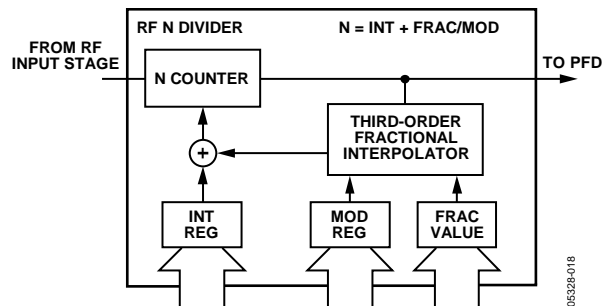 RF N DIVIDER
N = INT + FRAC/MOD
FROM RF
INPUT STAGE
TO PFD
N COUNTER
THIRD-ORDER
FRACTIONAL
INTERPOLATOR
+
INT
REG
MOD
REG
FRAC
VALUE
05328-018